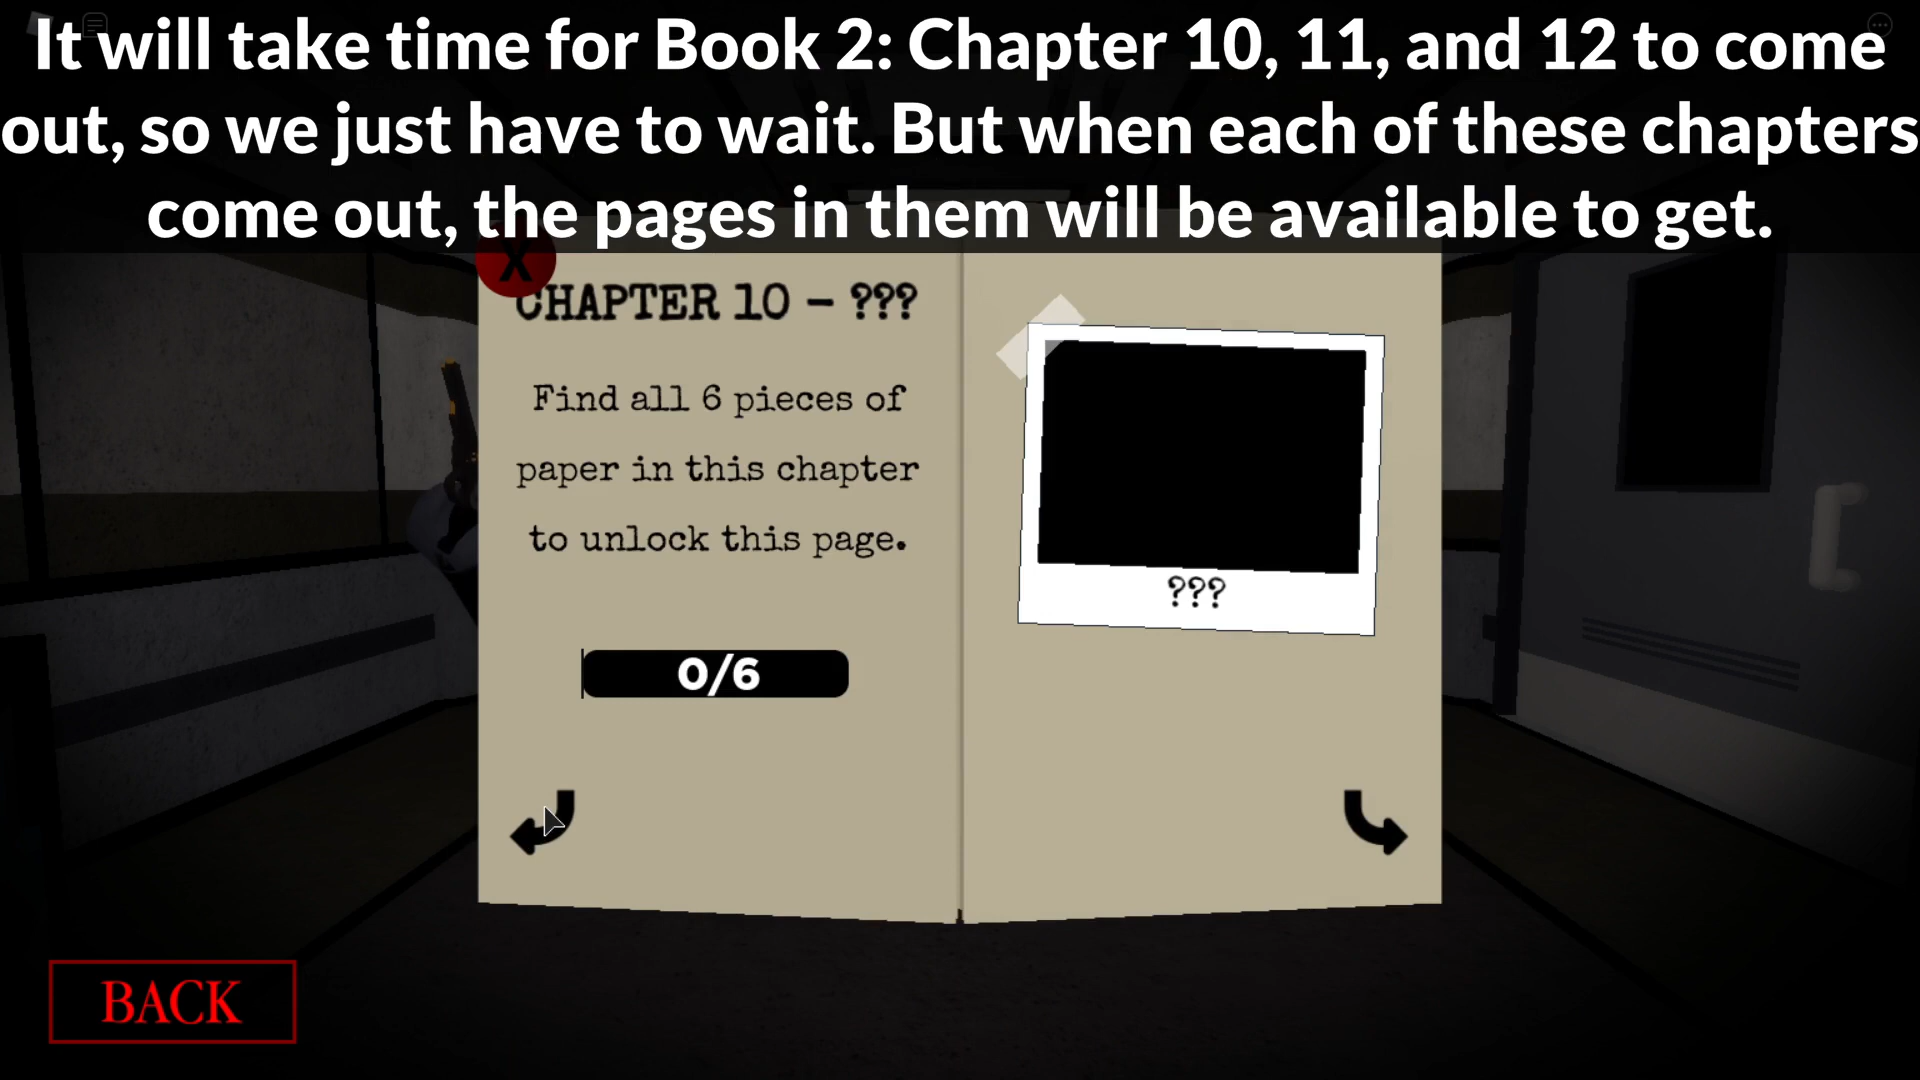 It will take time for Book 2: Chapter 10, 11, and 12 to come
out, so we just have to wait. But when each of these chapters
come out, the pages in them will be available to get.
X
CHAPTER 10 - ???
Find all 6 pieces of
paper in this chapter
to unlock this page.
0/6
???
BACK